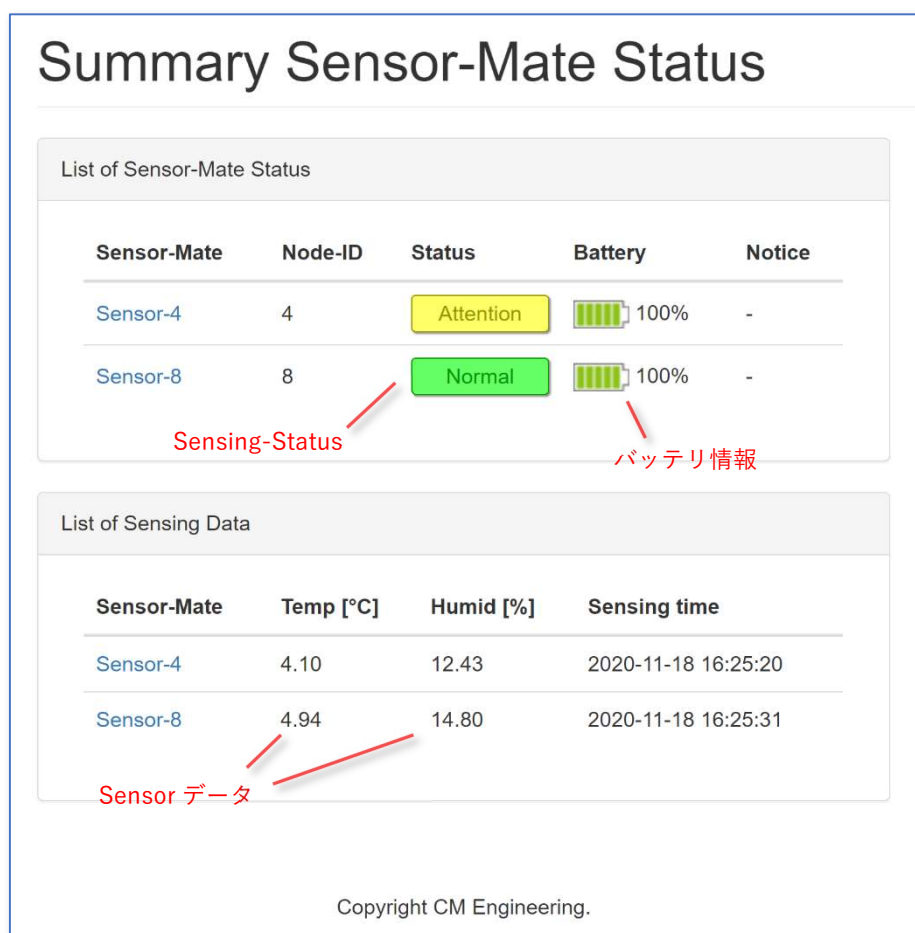 Summary Sensor-Mate Status
List of Sensor-Mate Status
Sensor-Mate Node-ID Status Battery Notice
Sensor-4 4 Attention 100% -
Sensor-8 8 Normal 100% -
Sensing-Status
バッテリ情報
List of Sensing Data
Sensor-Mate Temp [°C] Humid [%] Sensing time
Sensor-4 4.10 12.43 2020-11-18 16:25:20
Sensor-8 4.94 14.80 2020-11-18 16:25:31
Sensor データ
Copyright CM Engineering.